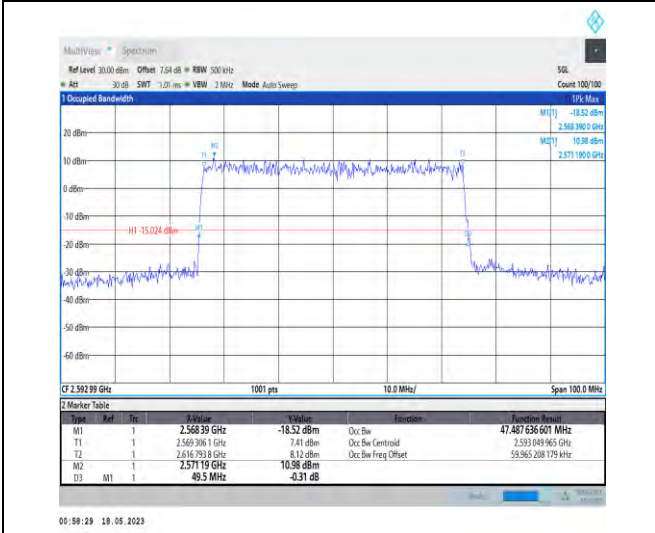 MultiView Spectrum
Ref Level 30.00 dBm Offset 7.64 dB RBW 500 kHz SGL
Att 30 dB SWT 1.01 ms VBW 2 MHz Mode Auto Sweep Count 100/100
1 Occupied Bandwidth 1Pk Max
M1[1] -18.52 dBm
2.568 390 0 GHz
M2[1] 10.98 dBm
2.571 190 0 GHz
20 dBm
M2
T1 T2
10 dBm
0 dBm
-10 dBm
H1 -15.024 dBm M1
-30 dBm
-40 dBm
-50 dBm
-60 dBm
CF 2.592 99 GHz 1001 pts 10.0 MHz/ Span 100.0 MHz
2 Marker Table
Type Ref Trc X-Value Y-Value Function Function Result
M1 1 2.568 39 GHz -18.52 dBm Occ Bw 47.487 636 601 MHz
T1 1 2.569 306 1 GHz 7.41 dBm Occ Bw Centroid 2.593 049 965 GHz
T2 1 2.616 793 8 GHz 8.12 dBm Occ Bw Freq Offset 59.965 208 179 kHz
M2 1 2.571 19 GHz 10.98 dBm
D3 M1 1 49.5 MHz -0.31 dB
00:58:29 18.05.2023